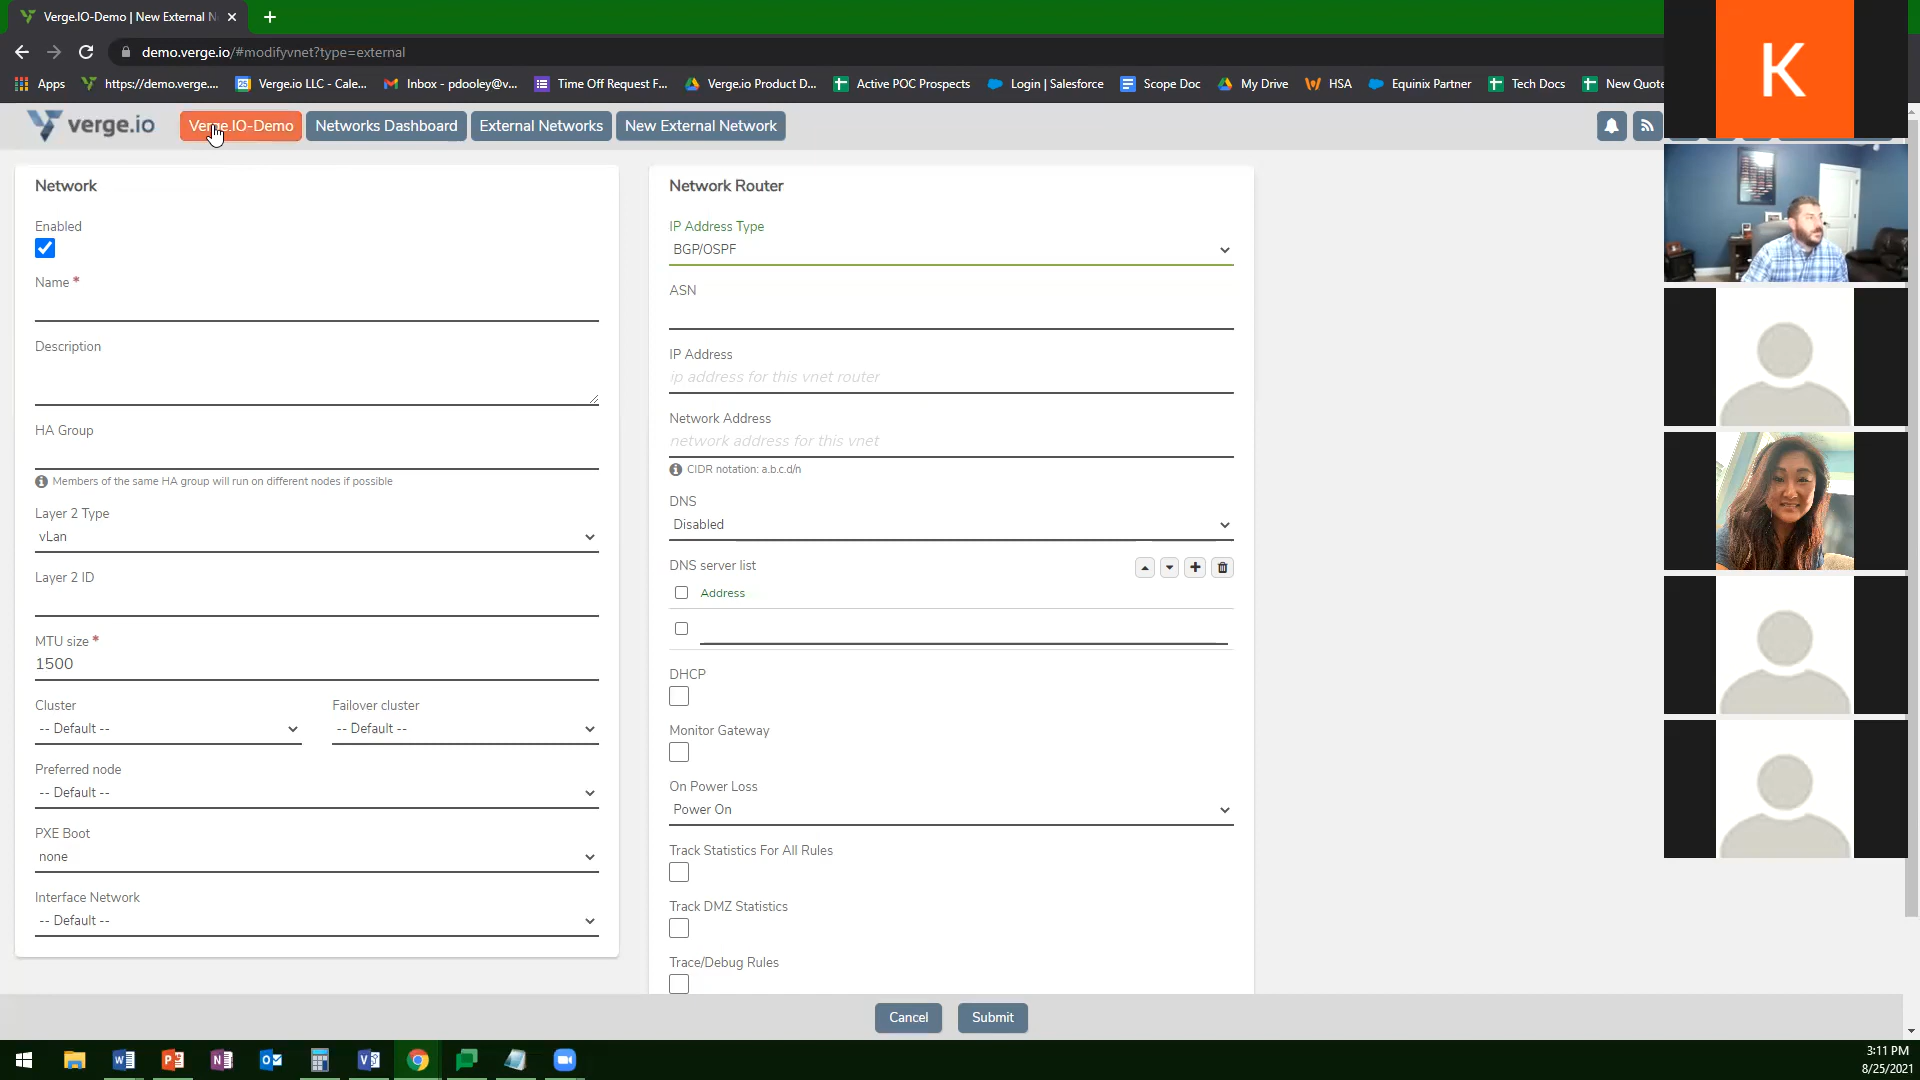 Verge.IO-Demo | New External N
demo.verge.io/#modifyvnet?type=external
Apps
https://demo.verge....
Verge.io LLC - Cale...
Inbox - pdooley@v...
Time Off Request F...
Verge.io Product D...
Active POC Prospects
Login | Salesforce
Scope Doc
My Drive
HSA
Equinix Partner
Tech Docs
New Quote
K
verge.io
Verge.IO-Demo
Networks Dashboard
External Networks
New External Network
Network
Enabled
Name *
Description
HA Group
Members of the same HA group will run on different nodes if possible
Layer 2 Type
vLan
Layer 2 ID
MTU size *
1500
Cluster
-- Default --
Failover cluster
-- Default --
Preferred node
-- Default --
PXE Boot
none
Interface Network
-- Default --
Network Router
IP Address Type
BGP/OSPF
ASN
IP Address
ip address for this vnet router
Network Address
network address for this vnet
CIDR notation: a.b.c.d/n
DNS
Disabled
DNS server list
Address
DHCP
Monitor Gateway
On Power Loss
Power On
Track Statistics For All Rules
Track DMZ Statistics
Trace/Debug Rules
Cancel
Submit
3:11 PM
8/25/2021